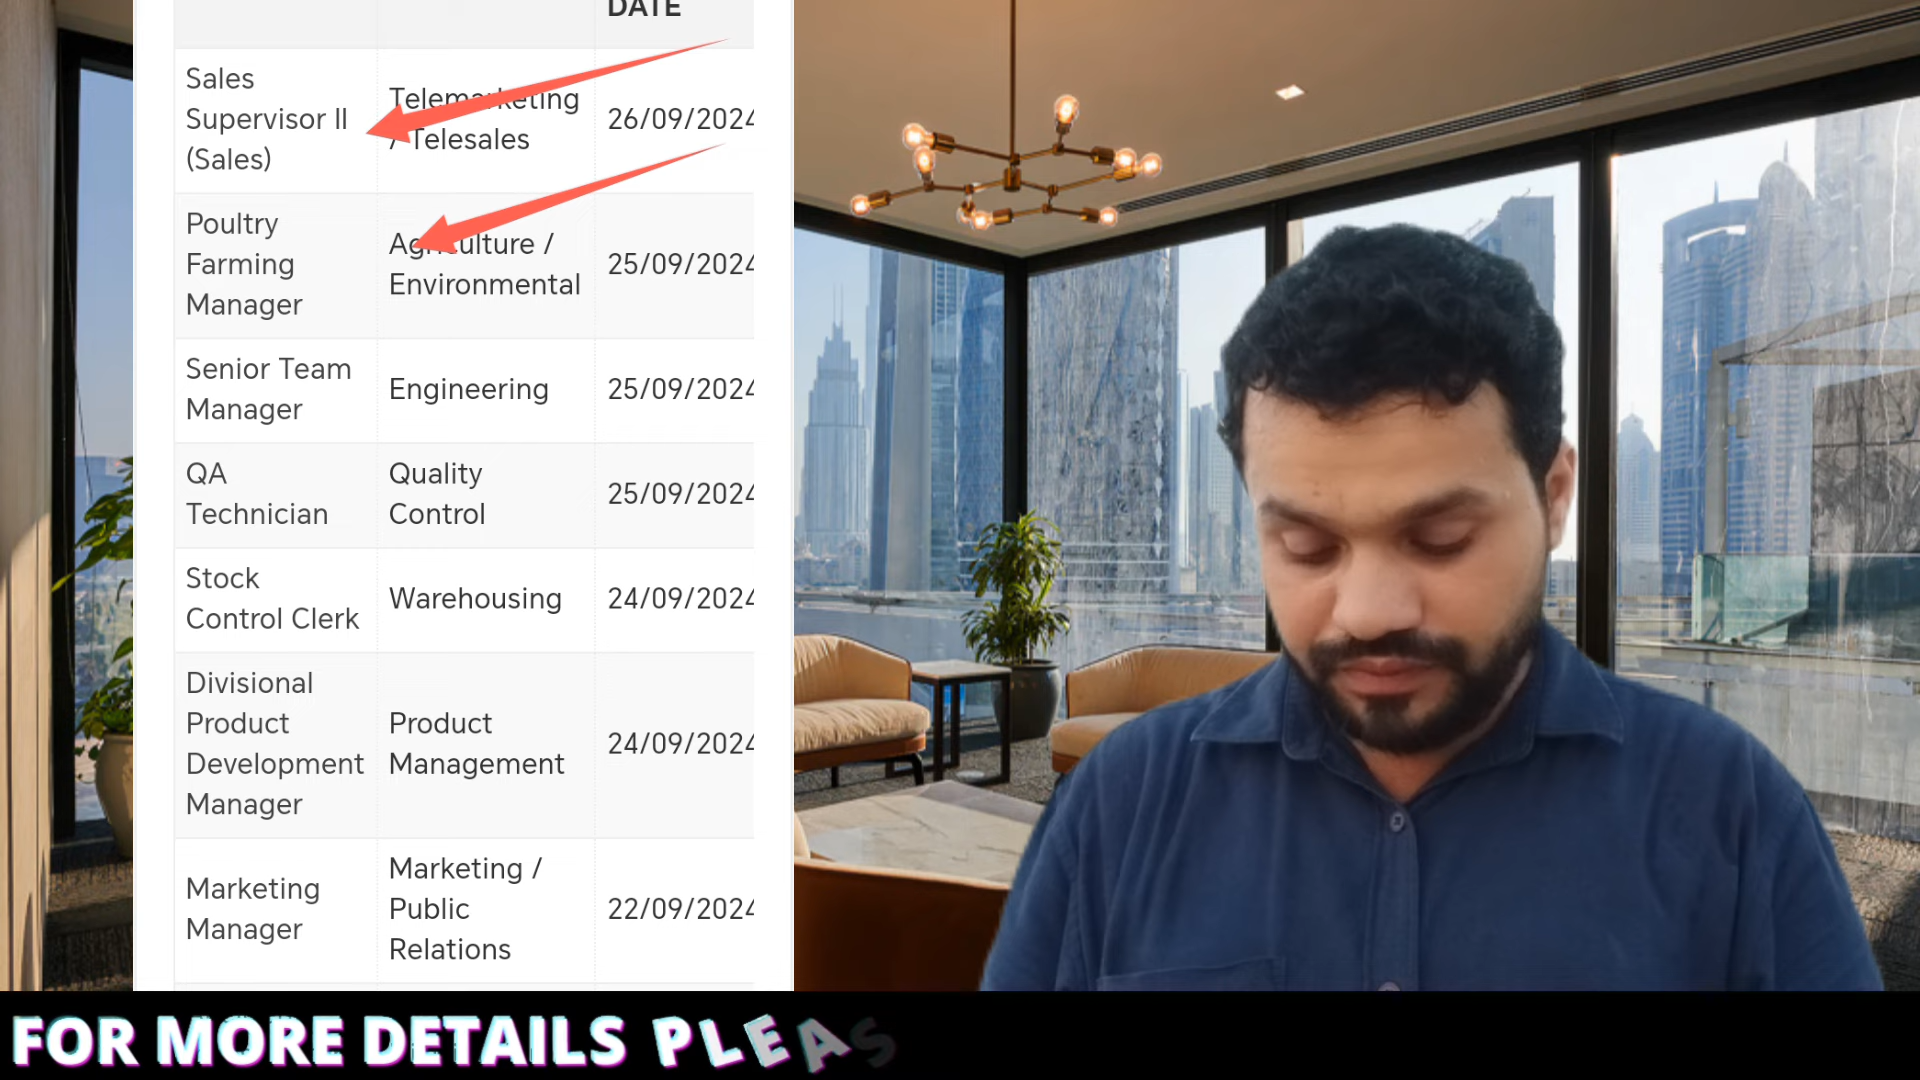 DATE
Sales
Supervisor II
(Sales)
Telemarketing
/ Telesales
26/09/2024
Poultry
Farming
Manager
Agriculture /
Environmental
25/09/2024
Senior Team
Manager
Engineering
25/09/2024
QA
Technician
Quality
Control
25/09/2024
Stock
Control Clerk
Warehousing
24/09/2024
Divisional
Product
Development
Manager
Product
Management
24/09/2024
Marketing
Manager
Marketing /
Public
Relations
22/09/2024
FOR MORE DETAILS PLEAS